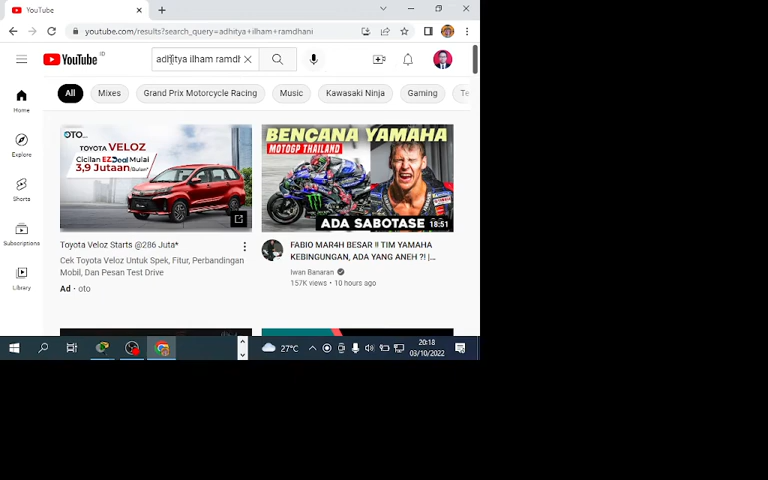 YouTube
youtube.com/results?search_query=adhitya+ilham+ramdhani
YouTube ID
adhitya ilham ramdh
All
Mixes
Grand Prix Motorcycle Racing
Music
Kawasaki Ninja
Gaming
Te
Home
Explore
Shorts
Subscriptions
Library
OTO
TOYOTA VELOZ
Cicilan EZDeal Mulai
3,9 Jutaan/Bulan*
BENCANA YAMAHA
MOTOGP THAILAND
ADA SABOTASE
18:51
Toyota Veloz Starts @286 Juta*
Cek Toyota Veloz Untuk Spek, Fitur, Perbandingan
Mobil, Dan Pesan Test Drive
Ad · oto
FABIO MAR4H BESAR !! TIM YAMAHA
KEBINGUNGAN, ADA YANG ANEH ?! |...
Iwan Banaran
157K views • 10 hours ago
27°C
20:18
03/10/2022